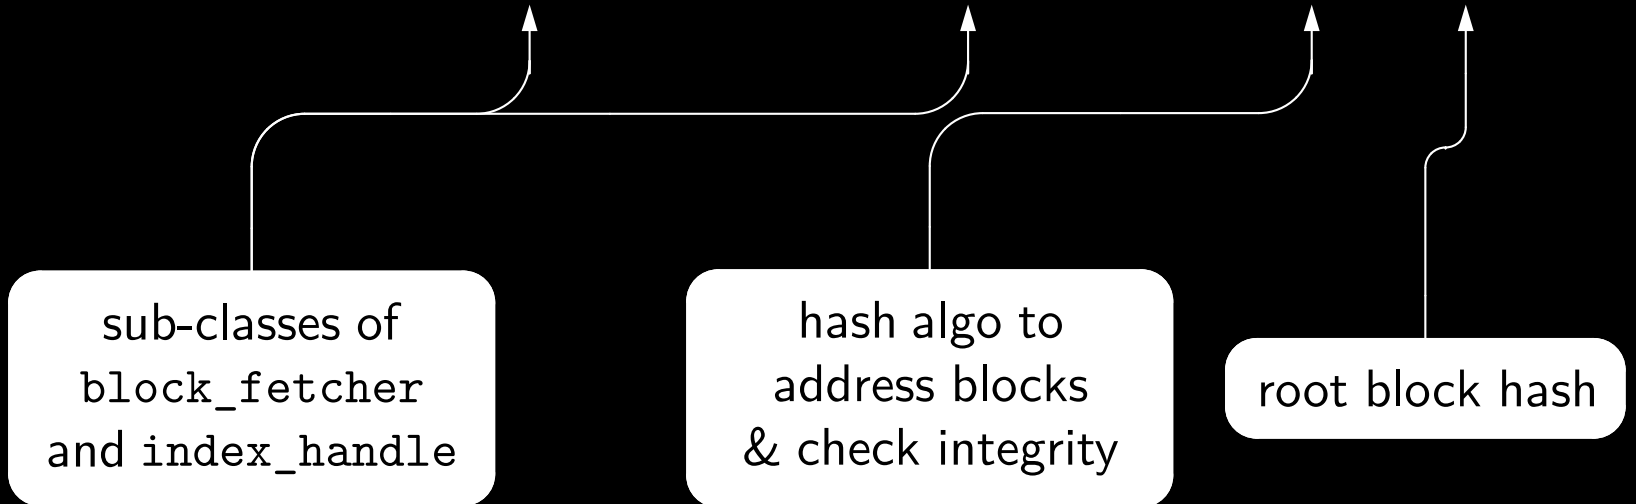 sub-classes of
block_fetcher
and index_handle
hash algo to
address blocks
& check integrity
root block hash